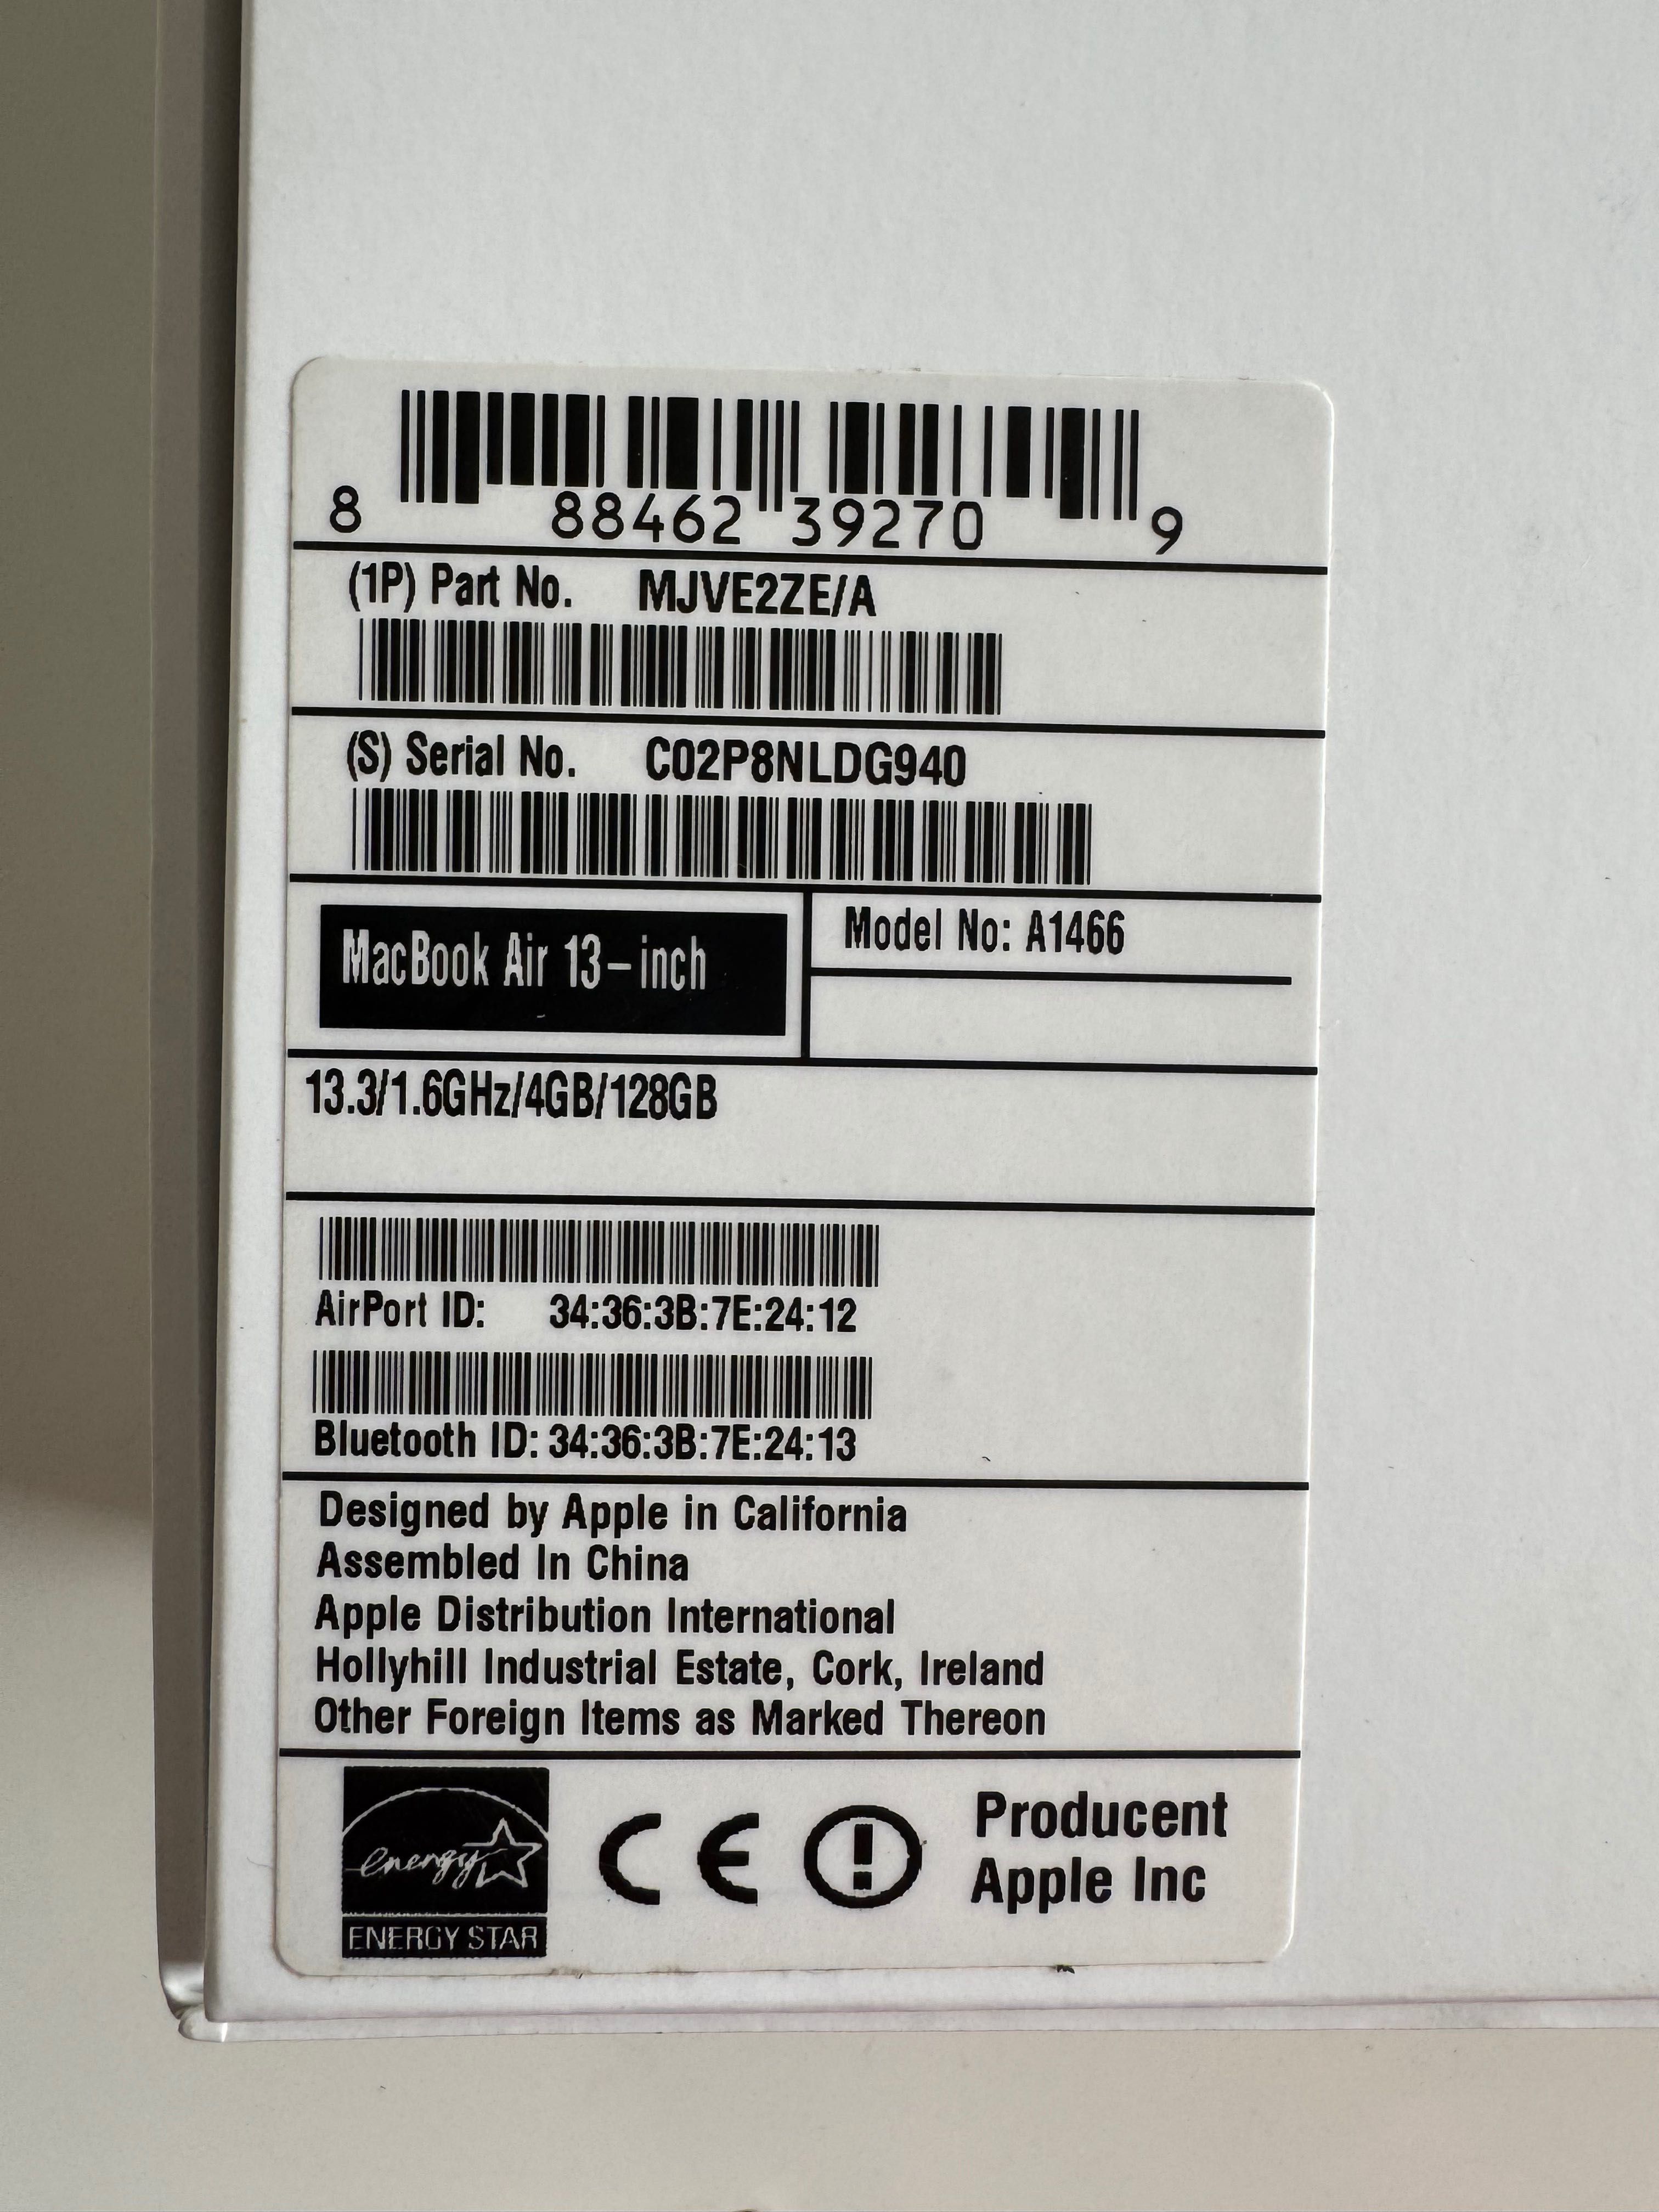 8 88462 39270 9
(1P) Part No. MJVE2ZE/A
(S) Serial No. C02P8NLDG940
MacBook Air 13-inch
Model No: A1466
13.3/1.6GHz/4GB/128GB
AirPort ID: 34:36:3B:7E:24:12
Bluetooth ID: 34:36:3B:7E:24:13
Designed by Apple in California
Assembled In China
Apple Distribution International
Hollyhill Industrial Estate, Cork, Ireland
Other Foreign Items as Marked Thereon
energy
ENERGY STAR
CE
Producent
Apple Inc